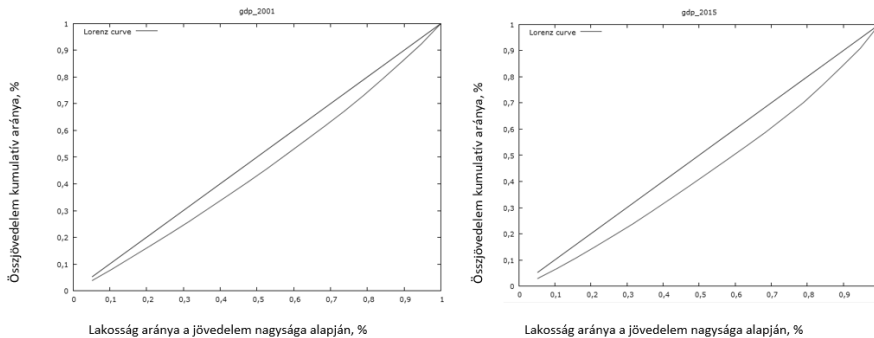 gdp_2001
Lorenz curve
Összjövedelem kumulatív aránya, %
1
0,9
0,8
0,7
0,6
0,5
0,4
0,3
0,2
0,1
0
0 0,1 0,2 0,3 0,4 0,5 0,6 0,7 0,8 0,9 1
Lakosság aránya a jövedelem nagysága alapján, %
gdp_2015
Lorenz curve
Összjövedelem kumulatív aránya, %
1
0,9
0,8
0,7
0,6
0,5
0,4
0,3
0,2
0,1
0
0 0,1 0,2 0,3 0,4 0,5 0,6 0,7 0,8 0,9
Lakosság aránya a jövedelem nagysága alapján, %